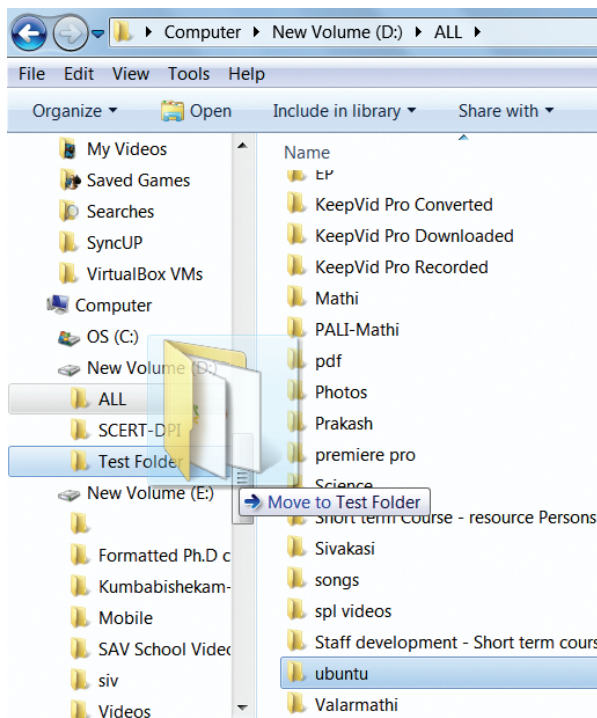 Computer New Volume (D:) ALL
File Edit View Tools Help
Organize Open Include in library Share with
My Videos
Saved Games
Searches
SyncUP
VirtualBox VMs
Computer
OS (C:)
New Volume (D:)
ALL
SCERT-DPI
Test Folder
New Volume (E:)
Formatted Ph.D c
Kumbabishekam-
Mobile
SAV School Video
siv
Videos
Name
EP
KeepVid Pro Converted
KeepVid Pro Downloaded
KeepVid Pro Recorded
Mathi
PALI-Mathi
pdf
Photos
Prakash
premiere pro
Science
Move to Test Folder
Short term Course - resource Persons
Sivakasi
songs
spl videos
Staff development - Short term cours
ubuntu
Valarmathi